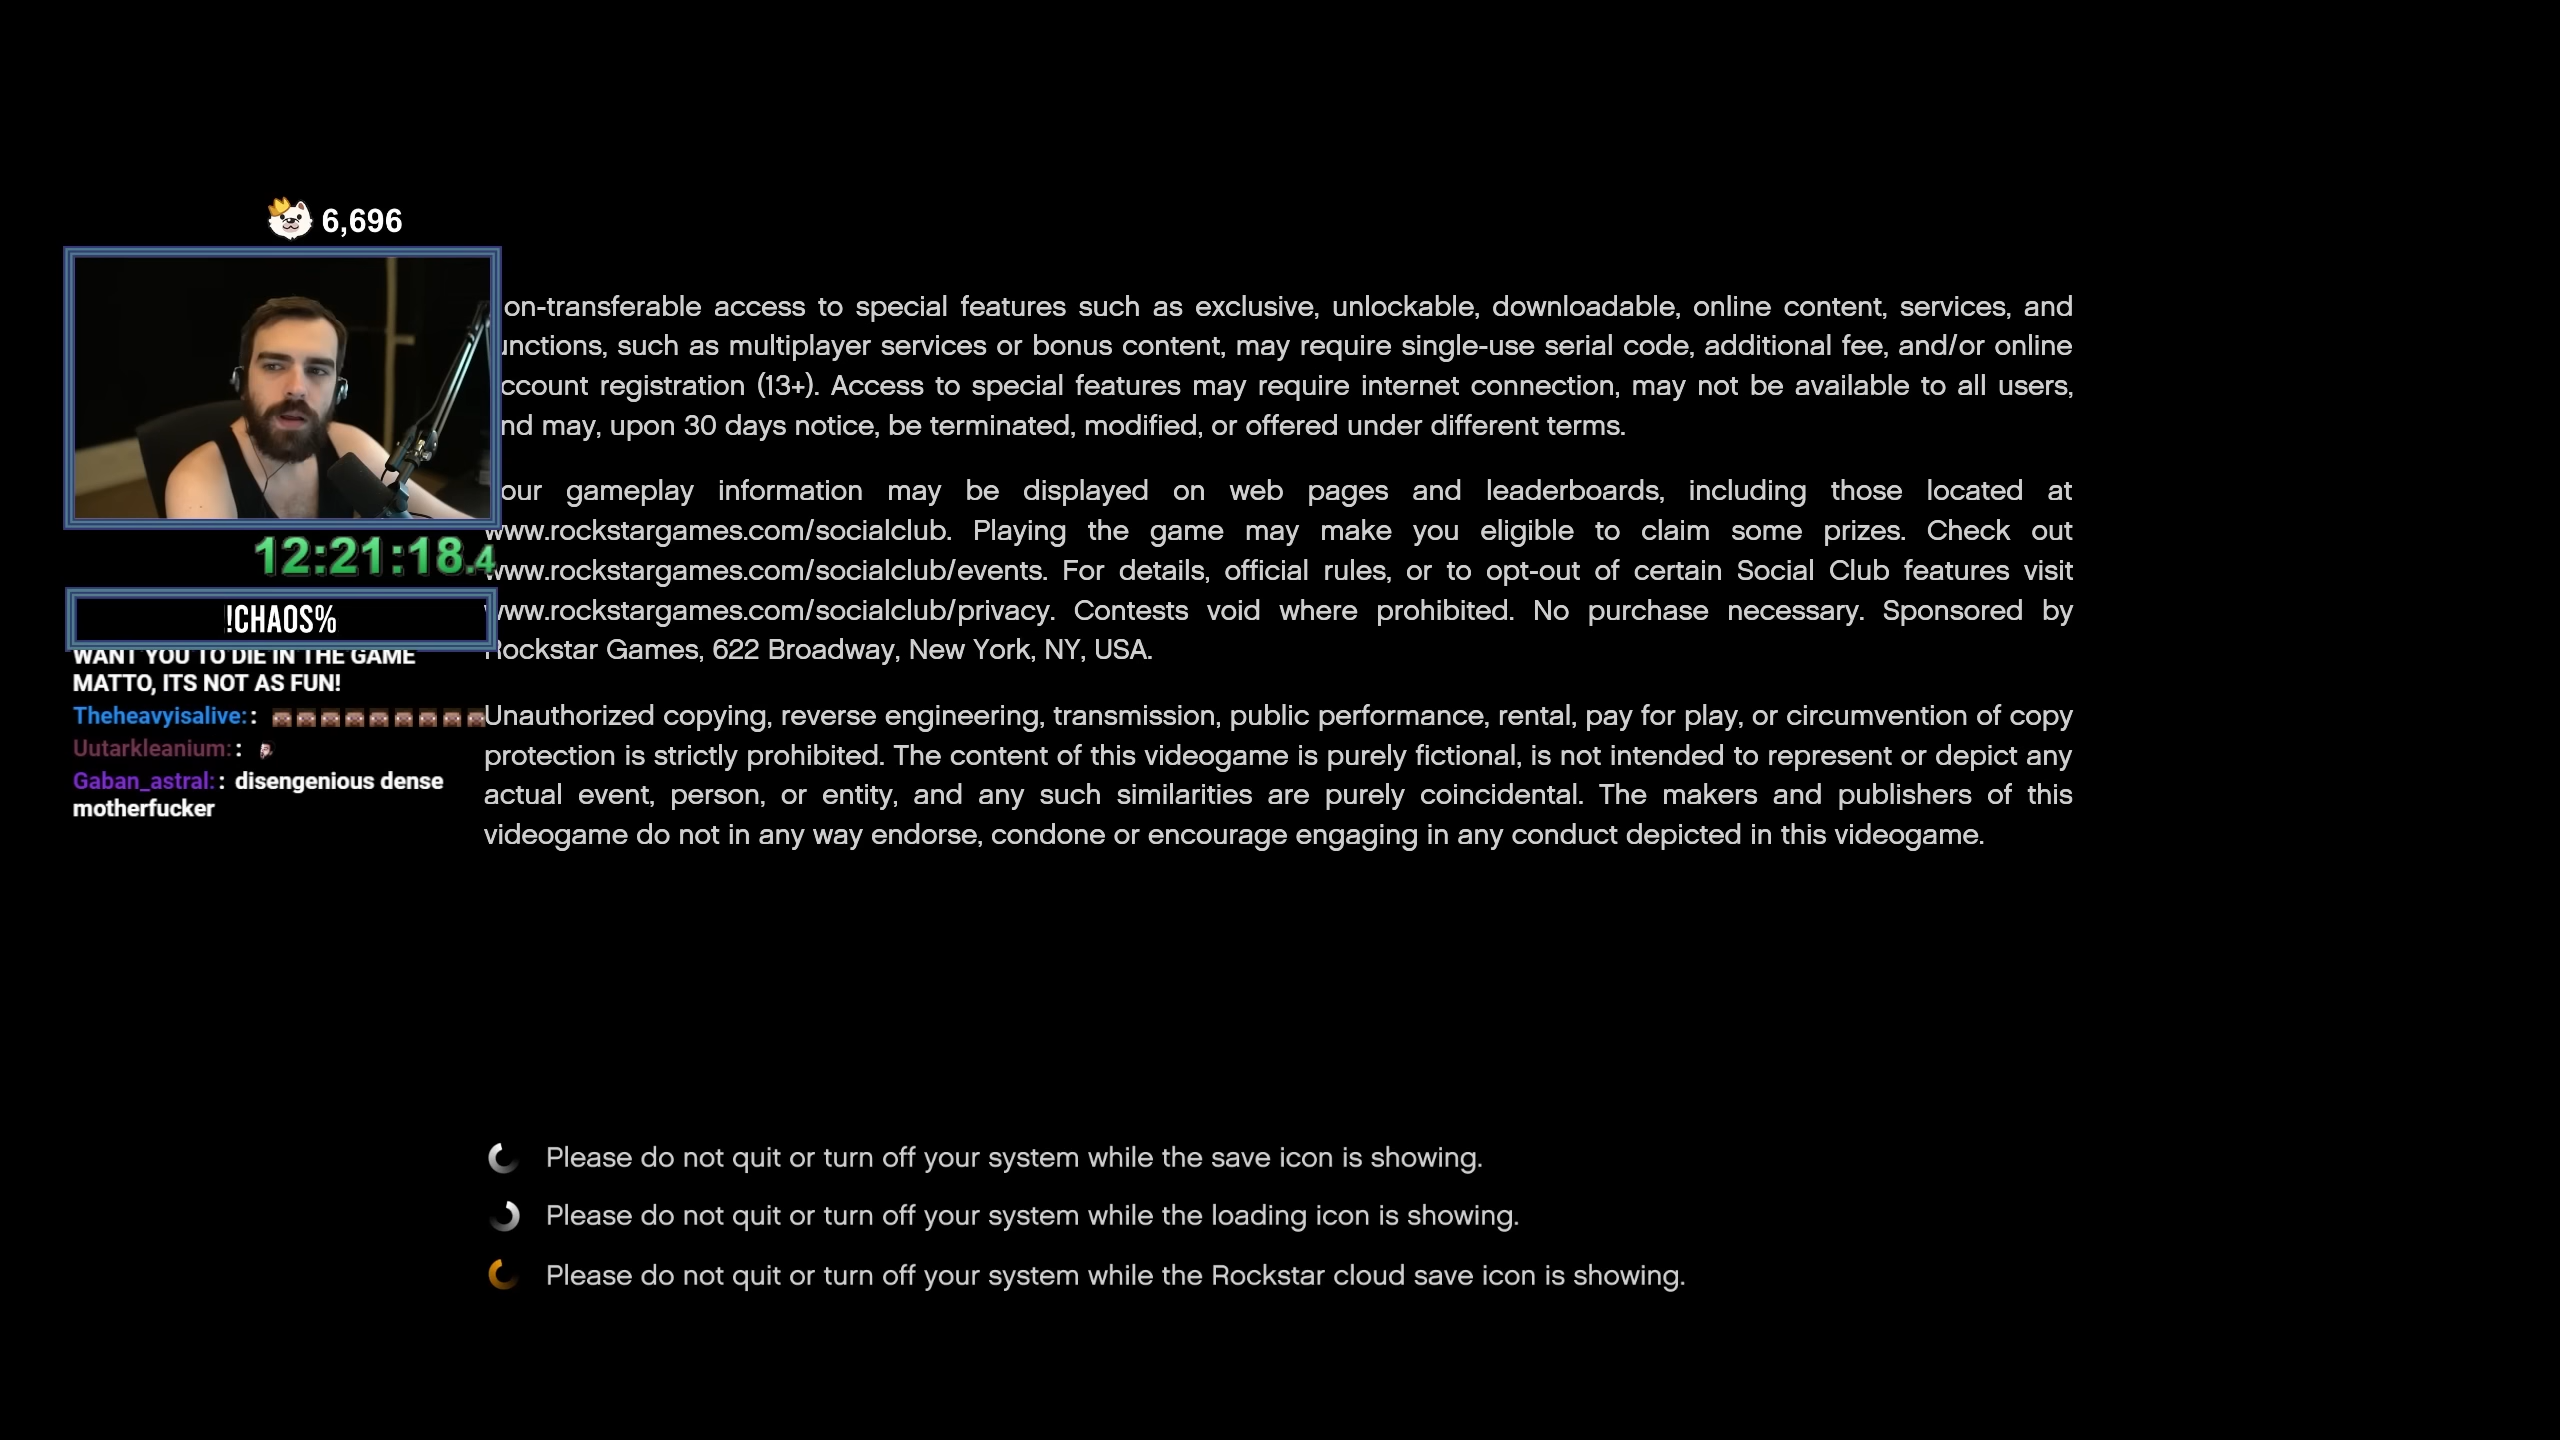 6,696
on-transferable access to special features such as exclusive, unlockable, downloadable, online content, services, and
unctions, such as multiplayer services or bonus content, may require single-use serial code, additional fee, and/or online
ccount registration (13+). Access to special features may require internet connection, may not be available to all users,
nd may, upon 30 days notice, be terminated, modified, or offered under different terms.
our gameplay information may be displayed on web pages and leaderboards, including those located at
www.rockstargames.com/socialclub. Playing the game may make you eligible to claim some prizes. Check out
www.rockstargames.com/socialclub/events. For details, official rules, or to opt-out of certain Social Club features visit
www.rockstargames.com/socialclub/privacy. Contests void where prohibited. No purchase necessary. Sponsored by
Rockstar Games, 622 Broadway, New York, NY, USA.
Unauthorized copying, reverse engineering, transmission, public performance, rental, pay for play, or circumvention of copy
protection is strictly prohibited. The content of this videogame is purely fictional, is not intended to represent or depict any
actual event, person, or entity, and any such similarities are purely coincidental. The makers and publishers of this
videogame do not in any way endorse, condone or encourage engaging in any conduct depicted in this videogame.
12:21:18.4
!CHAOS%
WANT YOU TO DIE IN THE GAME
MATTO, ITS NOT AS FUN!
Theheavyisalive: :
Uutarkleanium: :
Gaban_astral: : disengenious dense
motherfucker
Please do not quit or turn off your system while the save icon is showing.
Please do not quit or turn off your system while the loading icon is showing.
Please do not quit or turn off your system while the Rockstar cloud save icon is showing.